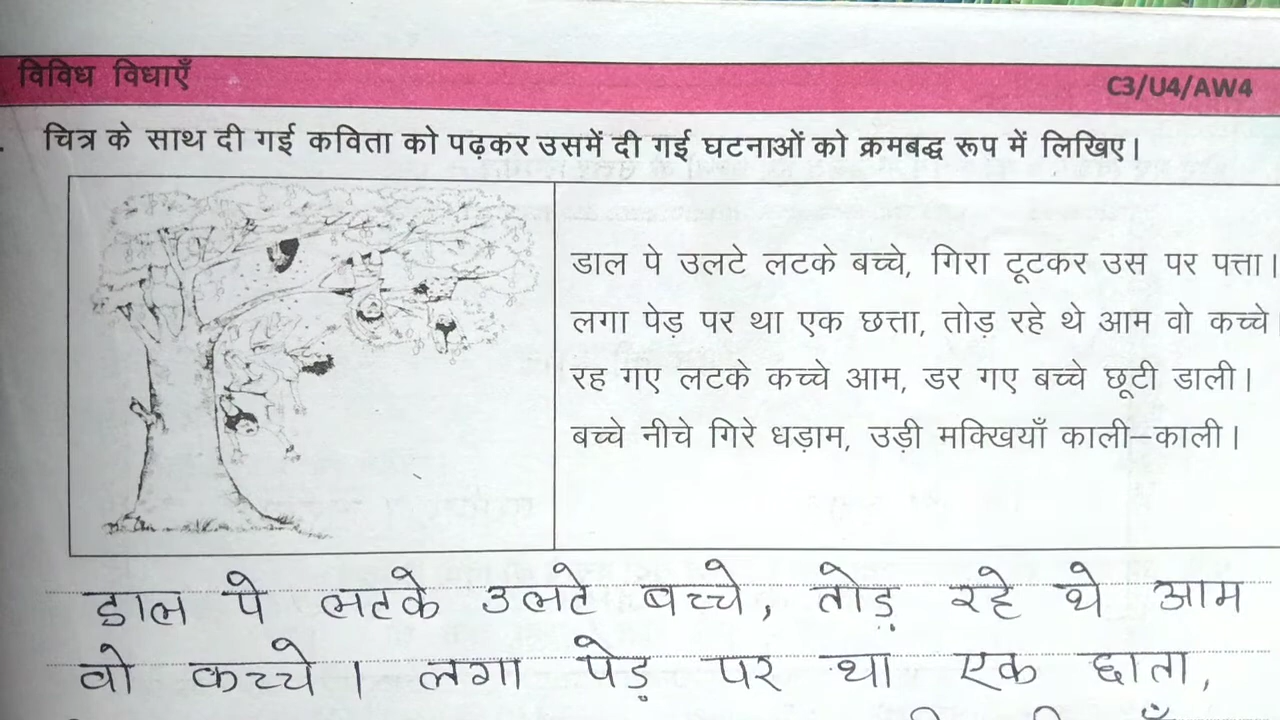 विविध विधाएँ
C3/U4/AW4
चित्र के साथ दी गई कविता को पढ़कर उसमें दी गई घटनाओं को क्रमबद्ध रूप में लिखिए।
डाल पे उलटे लटके बच्चे, गिरा टूटकर उस पर पत्ता।
लगा पेड़ पर था एक छत्ता, तोड़ रहे थे आम वो कच्चे
रह गए लटके कच्चे आम, डर गए बच्चे छूटी डाली।
बच्चे नीचे गिरे धड़ाम, उड़ी मक्खियाँ काली–काली।
डाल पे लटके उलटे बच्चे, तोड़ रहे थे आम
वो कच्चे । लगा पेड़ पर था एक छाता,